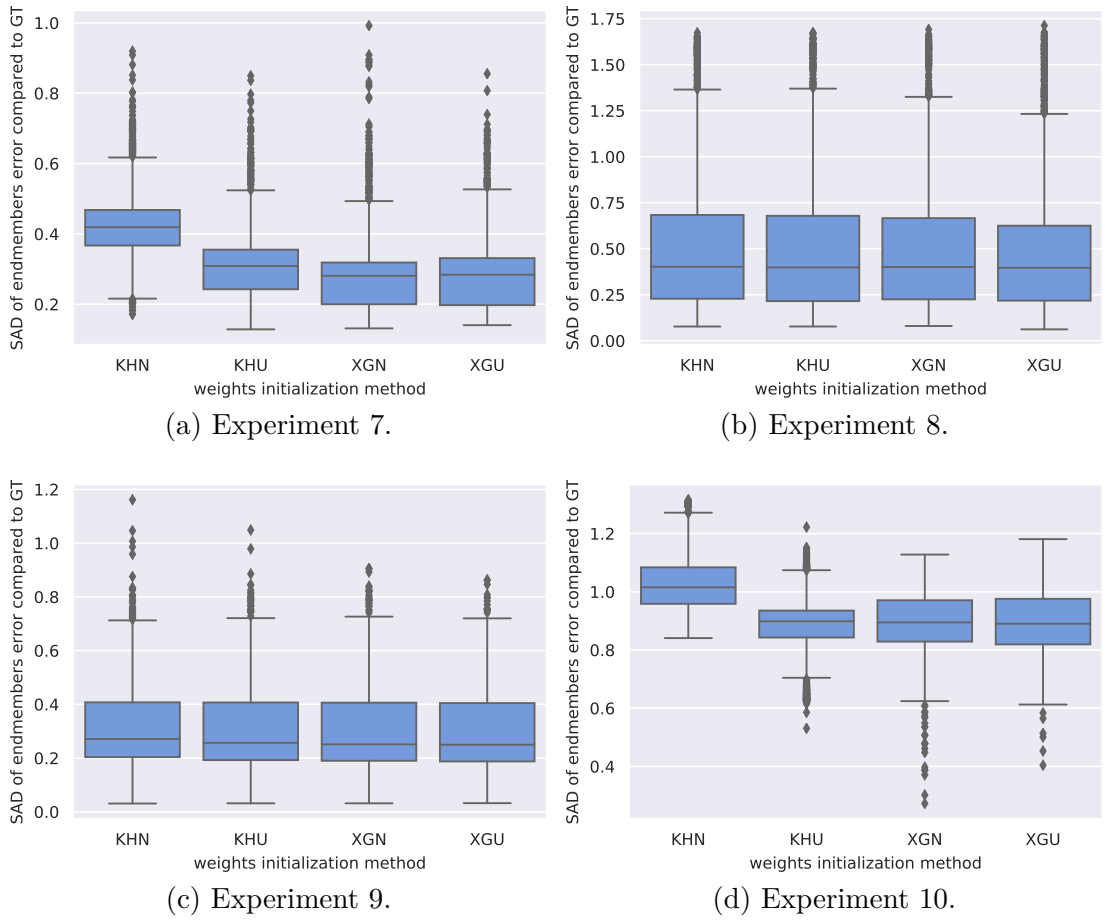 SAD of endmembers error compared to GT
1.0
0.8
0.6
0.4
0.2
KHN KHU XGN XGU
weights initialization method
(a) Experiment 7.
SAD of endmembers error compared to GT
1.75
1.50
1.25
1.00
0.75
0.50
0.25
0.00
KHN KHU XGN XGU
weights initialization method
(b) Experiment 8.
SAD of endmembers error compared to GT
1.2
1.0
0.8
0.6
0.4
0.2
0.0
KHN KHU XGN XGU
weights initialization method
(c) Experiment 9.
SAD of endmembers error compared to GT
1.2
1.0
0.8
0.6
0.4
KHN KHU XGN XGU
weights initialization method
(d) Experiment 10.